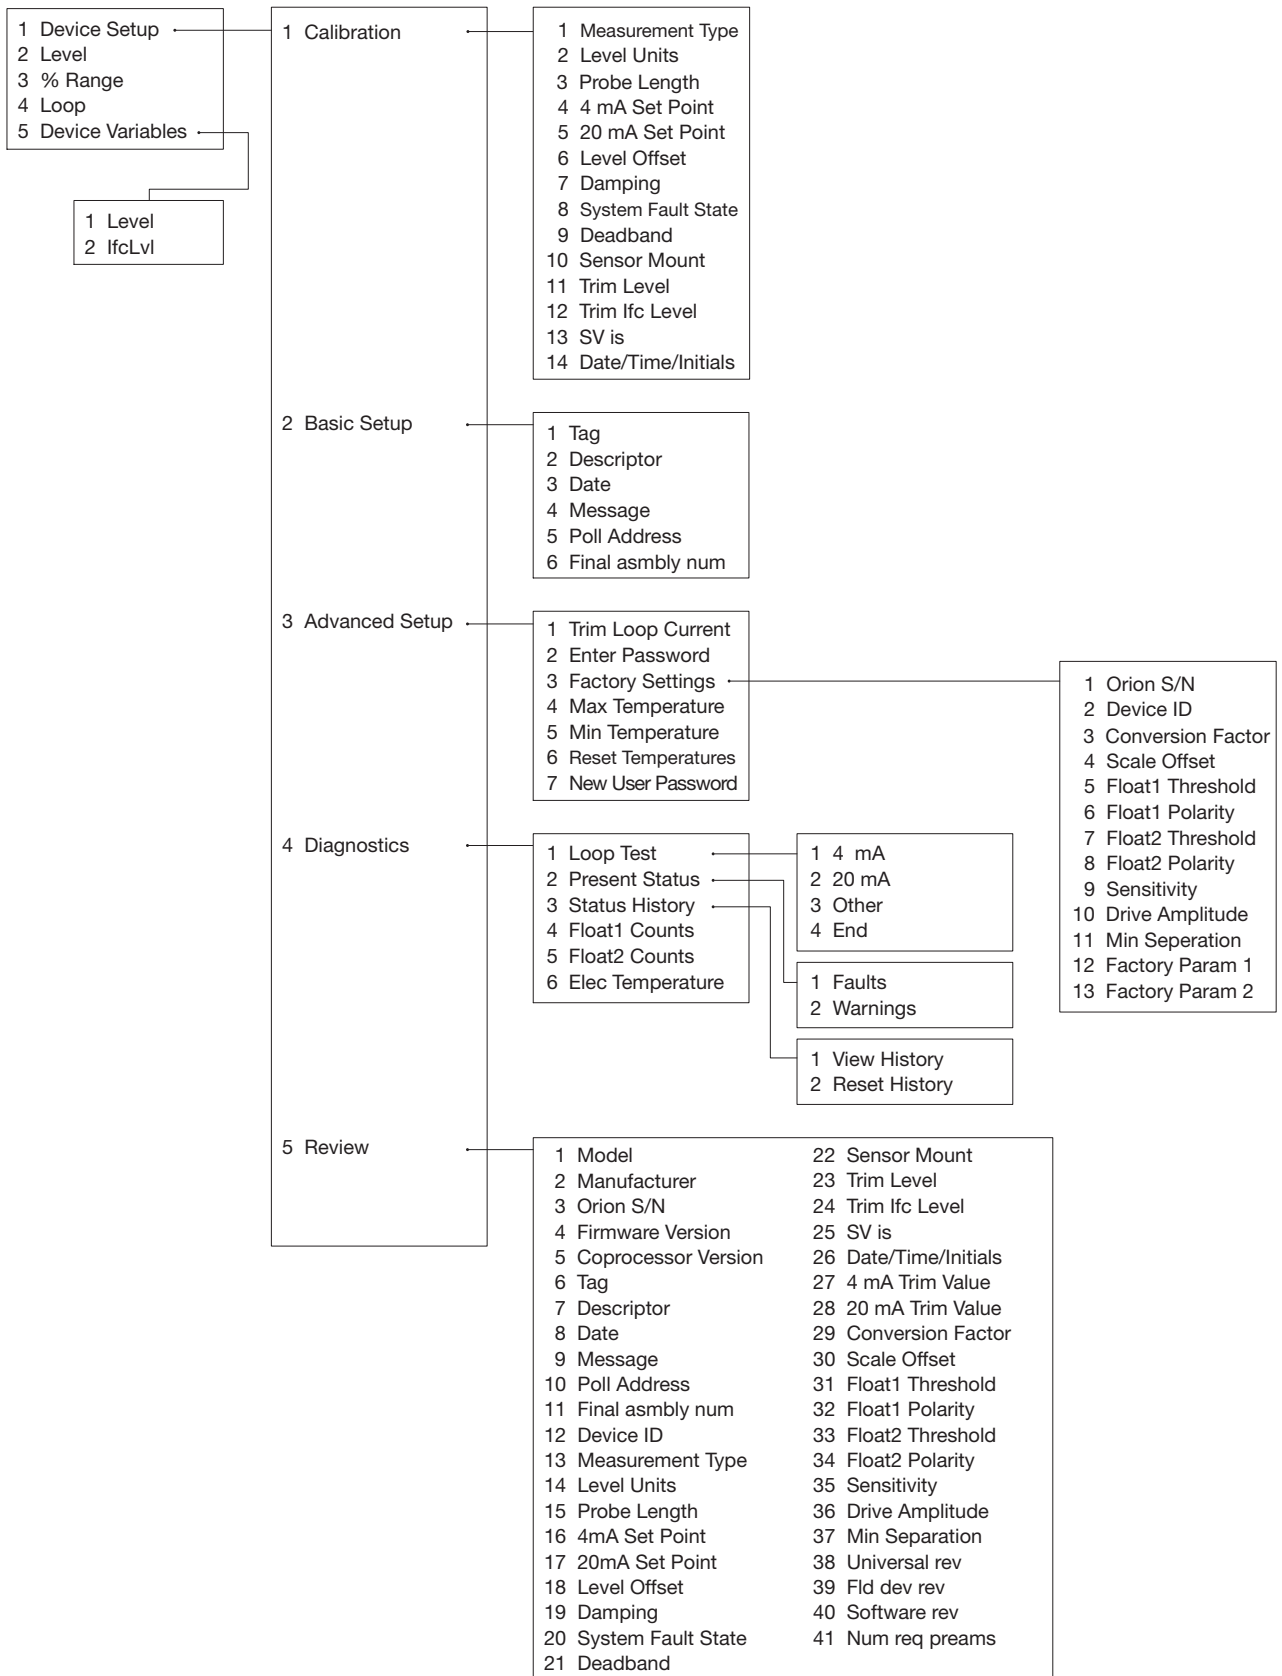 1 Device Setup
2 Level
3 % Range
4 Loop
5 Device Variables
1 Level
2 IfcLvl
1 Calibration
1 Measurement Type
2 Level Units
3 Probe Length
4 4 mA Set Point
5 20 mA Set Point
6 Level Offset
7 Damping
8 System Fault State
9 Deadband
10 Sensor Mount
11 Trim Level
12 Trim Ifc Level
13 SV is
14 Date/Time/Initials
2 Basic Setup
1 Tag
2 Descriptor
3 Date
4 Message
5 Poll Address
6 Final asmbly num
3 Advanced Setup
1 Trim Loop Current
2 Enter Password
3 Factory Settings
4 Max Temperature
5 Min Temperature
6 Reset Temperatures
7 New User Password
1 Orion S/N
2 Device ID
3 Conversion Factor
4 Scale Offset
5 Float1 Threshold
6 Float1 Polarity
7 Float2 Threshold
8 Float2 Polarity
9 Sensitivity
10 Drive Amplitude
11 Min Seperation
12 Factory Param 1
13 Factory Param 2
4 Diagnostics
1 Loop Test
2 Present Status
3 Status History
4 Float1 Counts
5 Float2 Counts
6 Elec Temperature
1 4 mA
2 20 mA
3 Other
4 End
1 Faults
2 Warnings
1 View History
2 Reset History
5 Review
1 Model
2 Manufacturer
3 Orion S/N
4 Firmware Version
5 Coprocessor Version
6 Tag
7 Descriptor
8 Date
9 Message
10 Poll Address
11 Final asmbly num
12 Device ID
13 Measurement Type
14 Level Units
15 Probe Length
16 4mA Set Point
17 20mA Set Point
18 Level Offset
19 Damping
20 System Fault State
21 Deadband
22 Sensor Mount
23 Trim Level
24 Trim Ifc Level
25 SV is
26 Date/Time/Initials
27 4 mA Trim Value
28 20 mA Trim Value
29 Conversion Factor
30 Scale Offset
31 Float1 Threshold
32 Float1 Polarity
33 Float2 Threshold
34 Float2 Polarity
35 Sensitivity
36 Drive Amplitude
37 Min Separation
38 Universal rev
39 Fld dev rev
40 Software rev
41 Num req preams